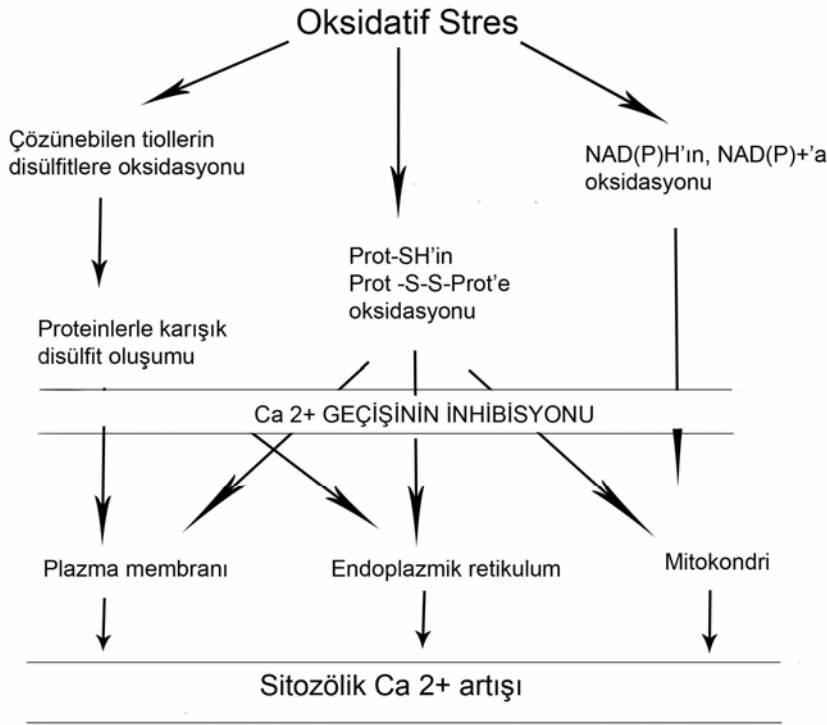 Oksidatif Stres
Çözünebilen tiollerin
disülfitlere oksidasyonu
NAD(P)H'ın, NAD(P)+'a
oksidasyonu
Prot-SH'in
Prot -S-S-Prot'e
oksidasyonu
Proteinlerle karışık
disülfit oluşumu
Ca 2+ GEÇİŞİNİN İNHİBİSYONU
Plazma membranı
Endoplazmik retikulum
Mitokondri
Sitozölik Ca 2+ artışı